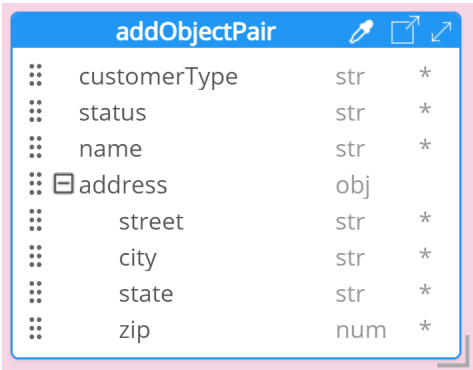 addObjectPair
customerType str *
status str *
name str *
address obj
street str *
city str *
state str *
zip num *